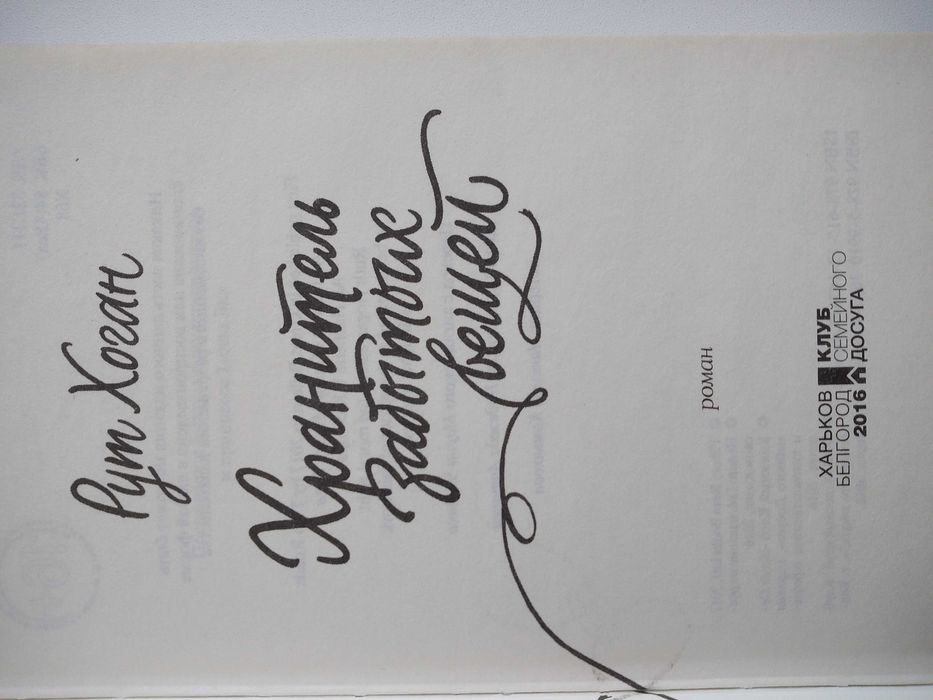 Рут Хоган
Хранитель
забытых
вещей
роман
ХАРЬКОВ КЛУБ
БЕЛГОРОД СЕМЕЙНОГО
2016 ДОСУГА